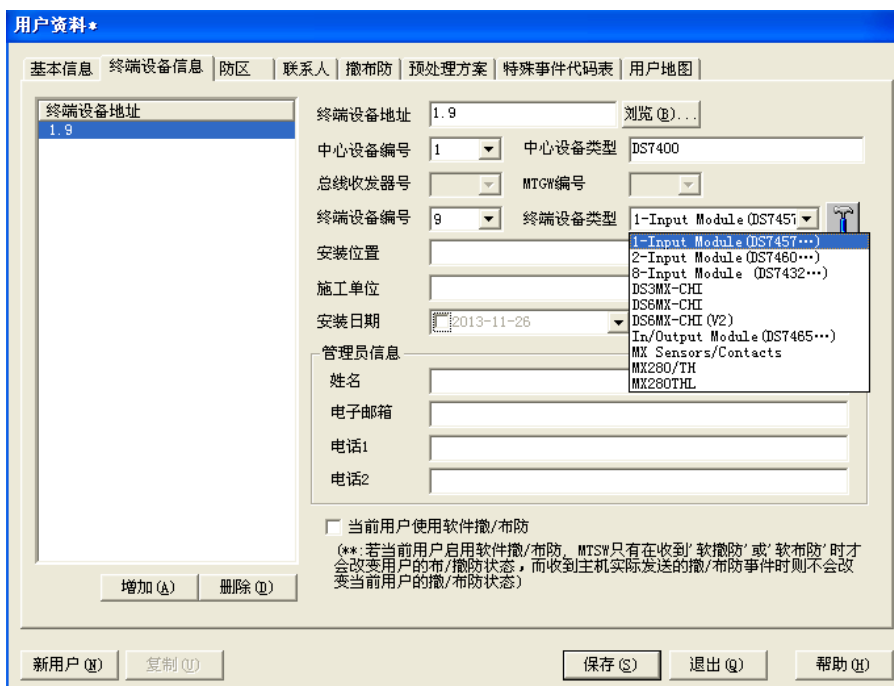 用户资料*
基本信息 终端设备信息 防区 联系人 撤布防 预处理方案 特殊事件代码表 用户地图
终端设备地址
1.9
终端设备地址 1.9 浏览(B)...
中心设备编号 1 中心设备类型 DS7400
总线收发器号 MTGW编号
终端设备编号 9 终端设备类型 1-Input Module(DS7457
1-Input Module(DS7457···)
2-Input Module(DS7460···)
8-Input Module (DS7432···)
DS3MX-CHI
DS6MX-CHI
DS6MX-CHI(V2)
In/Output Module(DS7465···)
MX Sensors/Contacts
MX280/TH
MX280THL
安装位置
施工单位
安装日期 2013-11-26
管理员信息
姓名
电子邮箱
电话1
电话2
当前用户使用软件撤/布防
(**:若当前用户启用软件撤/布防, MTSW只有在收到'软撤防'或'软布防'时才
会改变用户的布/撤防状态,而收到主机实际发送的撤/布防事件时则不会改
变当前用户的撤/布防状态)
增加(A) 删除(D)
新用户(N) 复制(U) 保存(S) 退出(Q) 帮助(H)